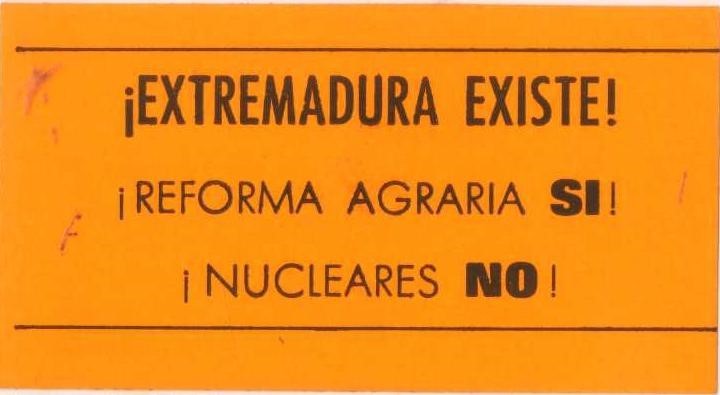 ¡EXTREMADURA EXISTE!
¡REFORMA AGRARIA SI!
¡NUCLEARES NO!